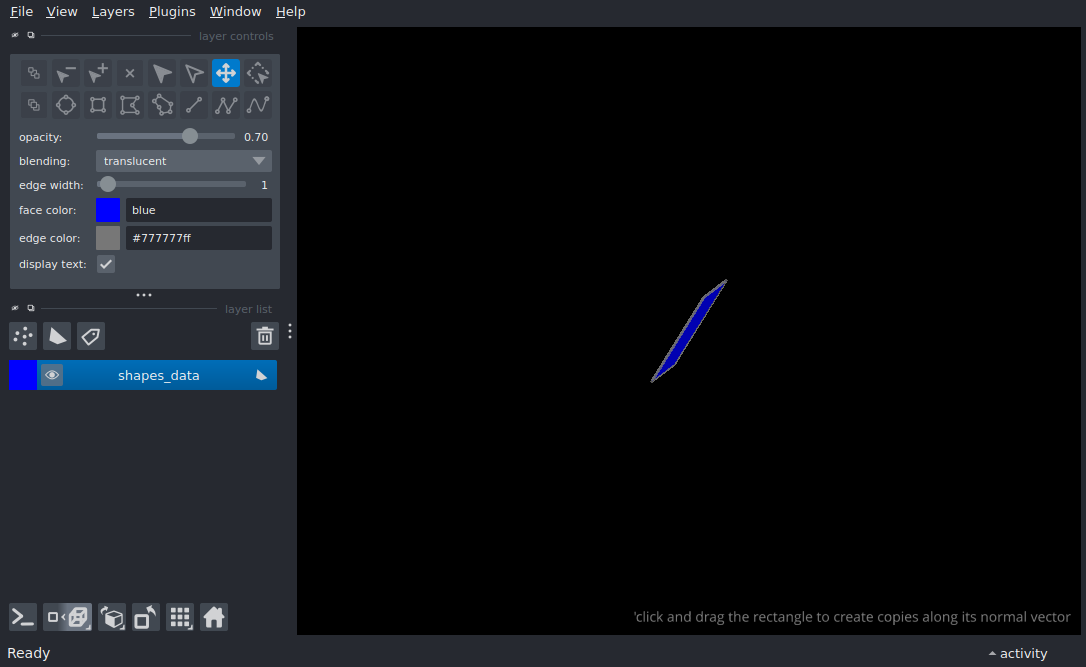 File View Layers Plugins Window Help
layer controls
opacity: 0.70
blending: translucent
edge width: 1
face color: blue
edge color: #777777ff
display text:
layer list
shapes_data
'click and drag the rectangle to create copies along its normal vector
Ready
activity